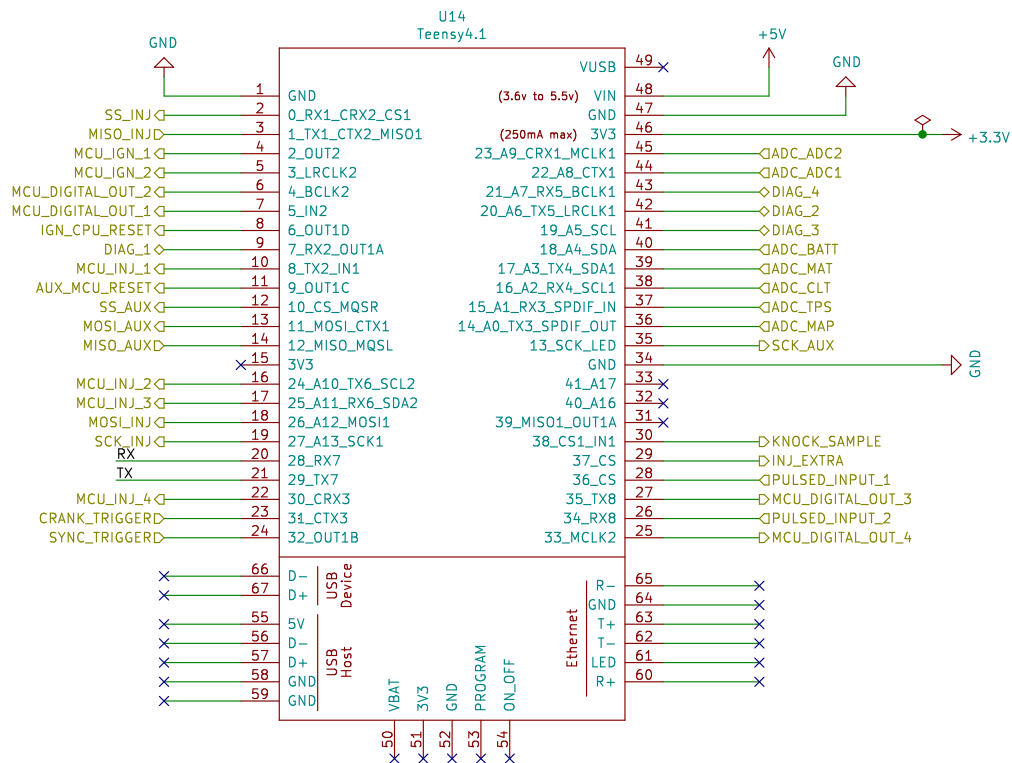 U14
Teensy4.1
GND
+5V
GND
VUSB 49
1 GND
(3.6v to 5.5v) VIN 48
SS_INJ 2 0_RX1_CRX2_CS1
GND 47
MISO_INJ 3 1_TX1_CTX2_MISO1
(250mA max) 3V3 46 +3.3V
MCU_IGN_1 4 2_OUT2
23_A9_CRX1_MCLK1 45 ADC_ADC2
MCU_IGN_2 5 3_LRCLK2
22_A8_CTX1 44 ADC_ADC1
MCU_DIGITAL_OUT_2 6 4_BCLK2
21_A7_RX5_BCLK1 43 DIAG_4
MCU_DIGITAL_OUT_1 7 5_IN2
20_A6_TX5_LRCLK1 42 DIAG_2
IGN_CPU_RESET 8 6_OUT1D
19_A5_SCL 41 DIAG_3
DIAG_1 9 7_RX2_OUT1A
18_A4_SDA 40 ADC_BATT
MCU_INJ_1 10 8_TX2_IN1
17_A3_TX4_SDA1 39 ADC_MAT
AUX_MCU_RESET 11 9_OUT1C
16_A2_RX4_SCL1 38 ADC_CLT
SS_AUX 12 10_CS_MQSR
15_A1_RX3_SPDIF_IN 37 ADC_TPS
MOSI_AUX 13 11_MOSI_CTX1
14_A0_TX3_SPDIF_OUT 36 ADC_MAP
MISO_AUX 14 12_MISO_MQSL
13_SCK_LED 35 SCK_AUX
15 3V3
GND 34 GND
MCU_INJ_2 16 24_A10_TX6_SCL2
41_A17 33
MCU_INJ_3 17 25_A11_RX6_SDA2
40_A16 32
MOSI_INJ 18 26_A12_MOSI1
39_MISO1_OUT1A 31
SCK_INJ 19 27_A13_SCK1
38_CS1_IN1 30 KNOCK_SAMPLE
RX 20 28_RX7
37_CS 29 INJ_EXTRA
TX 21 29_TX7
36_CS 28 PULSED_INPUT_1
MCU_INJ_4 22 30_CRX3
35_TX8 27 MCU_DIGITAL_OUT_3
CRANK_TRIGGER 23 31_CTX3
34_RX8 26 PULSED_INPUT_2
SYNC_TRIGGER 24 32_OUT1B
33_MCLK2 25 MCU_DIGITAL_OUT_4
66 D-
67 D+
USB
Device
R- 65
GND 64
55 5V
T+ 63
56 D-
T- 62
57 D+
LED 61
58 GND
R+ 60
59 GND
USB
Host
Ethernet
VBAT 50
3V3 51
GND 52
PROGRAM 53
ON_OFF 54